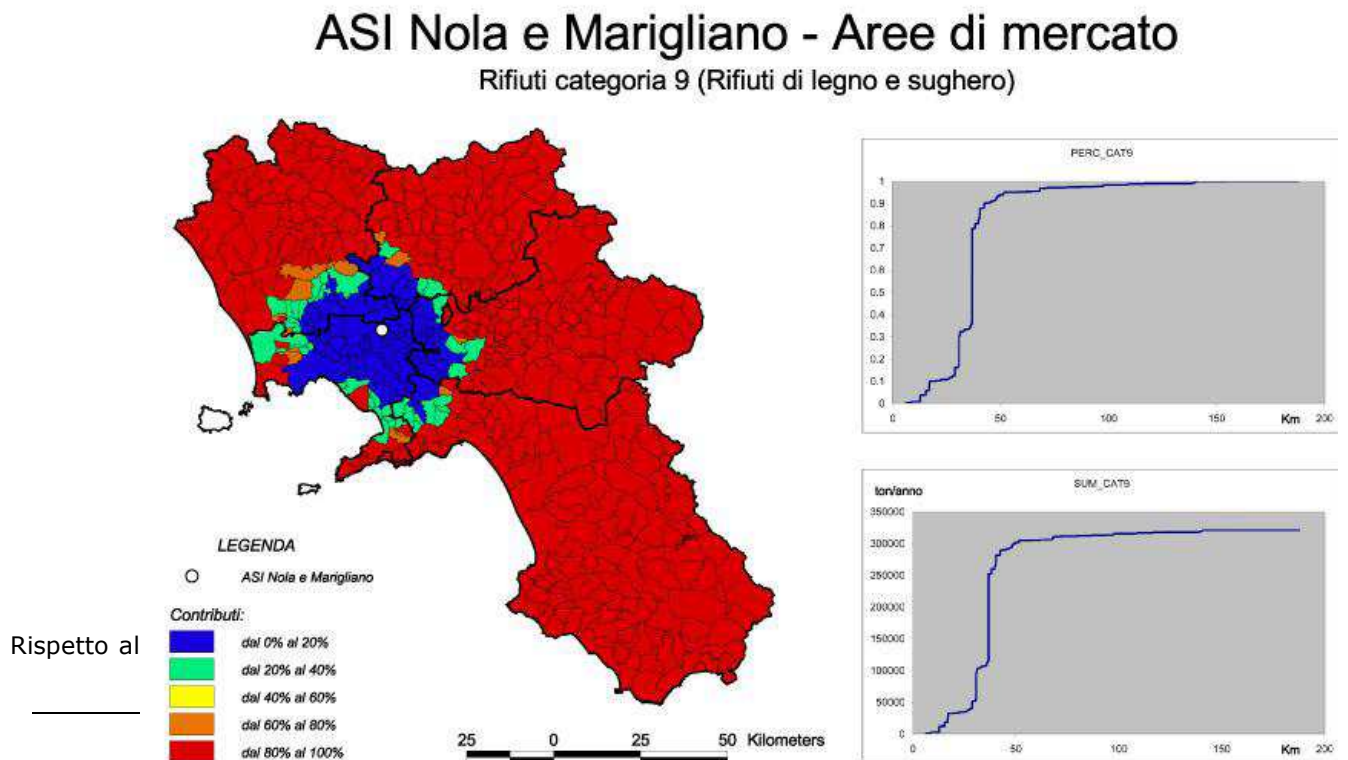 ASI Nola e Marigliano - Aree di mercato
Rifiuti categoria 9 (Rifiuti di legno e sughero)
PERC_CAT9
1
0.9
0.8
0.7
0.6
0.5
0.4
0.3
0.2
0.1
0
0 50 100 150 Km 200
SUM_CAT9
ton/anno
350000
300000
250000
200000
150000
100000
50000
0
0 50 100 150 Km 200
LEGENDA
ASI Nola e Marigliano
Contributi:
dal 0% al 20%
dal 20% al 40%
dal 40% al 60%
dal 60% al 80%
dal 80% al 100%
Rispetto al
25 0 25 50 Kilometers